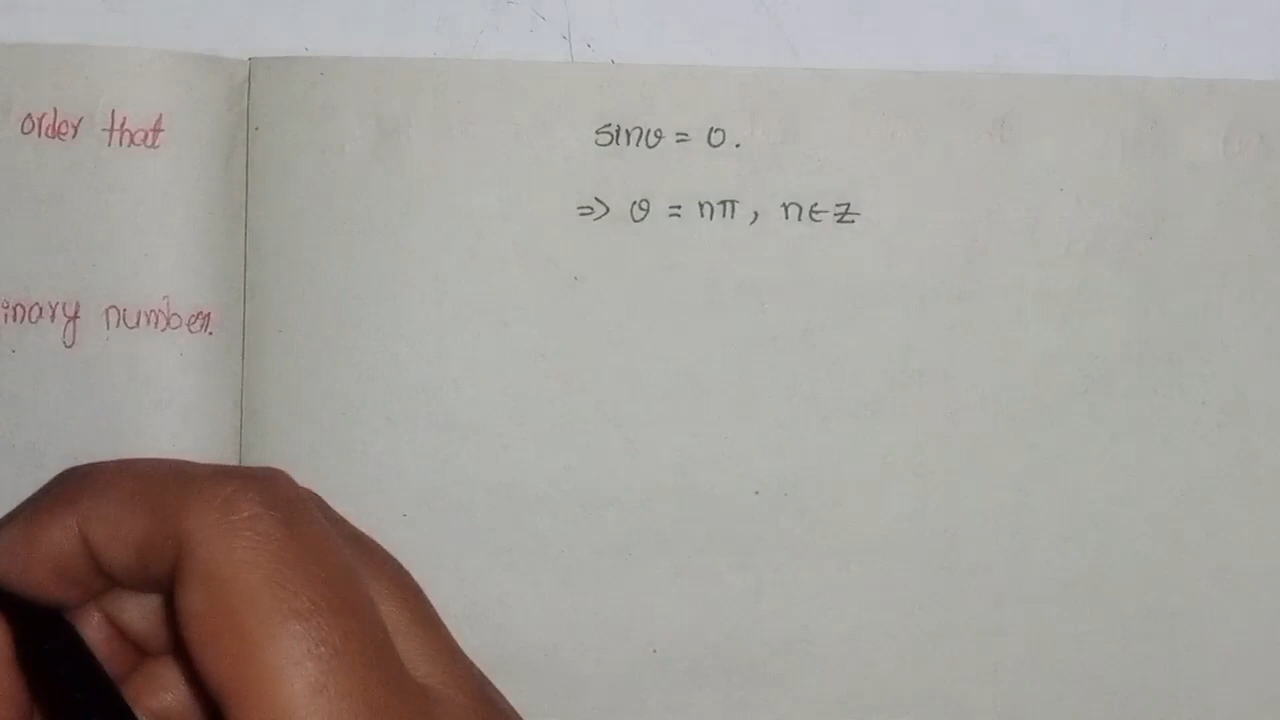 order that
inary number.
sinθ = 0.
⇒ θ = nπ, n∈Z